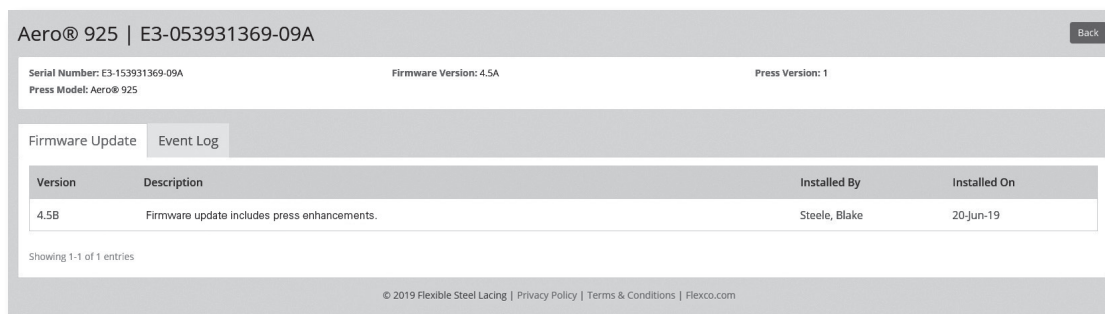 Aero® 925 | E3-053931369-09A
Back
Serial Number: E3-153931369-09A Firmware Version: 4.5A Press Version: 1
Press Model: Aero® 925
Firmware Update Event Log
Version Description Installed By Installed On
4.5B Firmware update includes press enhancements. Steele, Blake 20-Jun-19
Showing 1-1 of 1 entries
© 2019 Flexible Steel Lacing | Privacy Policy | Terms & Conditions | Flexco.com